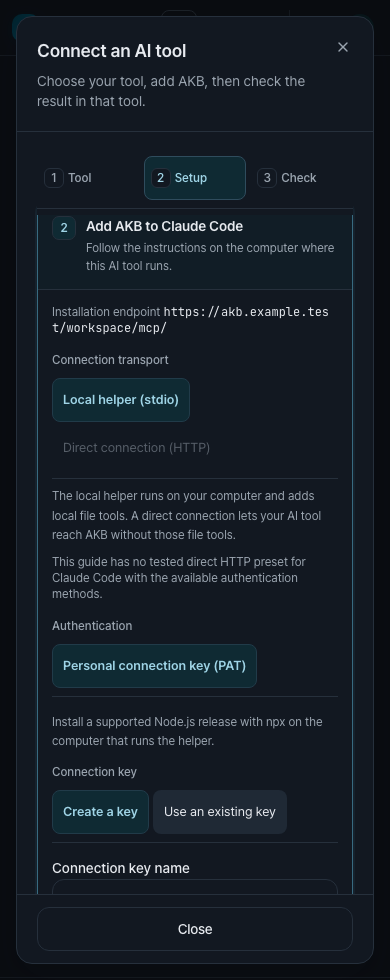 Connect an AI tool
Choose your tool, add AKB, then check the
result in that tool.
1 Tool
2 Setup
3 Check
2 Add AKB to Claude Code
Follow the instructions on the computer where
this AI tool runs.
Installation endpoint https://akb.example.tes
t/workspace/mcp/
Connection transport
Local helper (stdio)
Direct connection (HTTP)
The local helper runs on your computer and adds
local file tools. A direct connection lets your AI tool
reach AKB without those file tools.
This guide has no tested direct HTTP preset for
Claude Code with the available authentication
methods.
Authentication
Personal connection key (PAT)
Install a supported Node.js release with npx on the
computer that runs the helper.
Connection key
Create a key
Use an existing key
Connection key name
Close